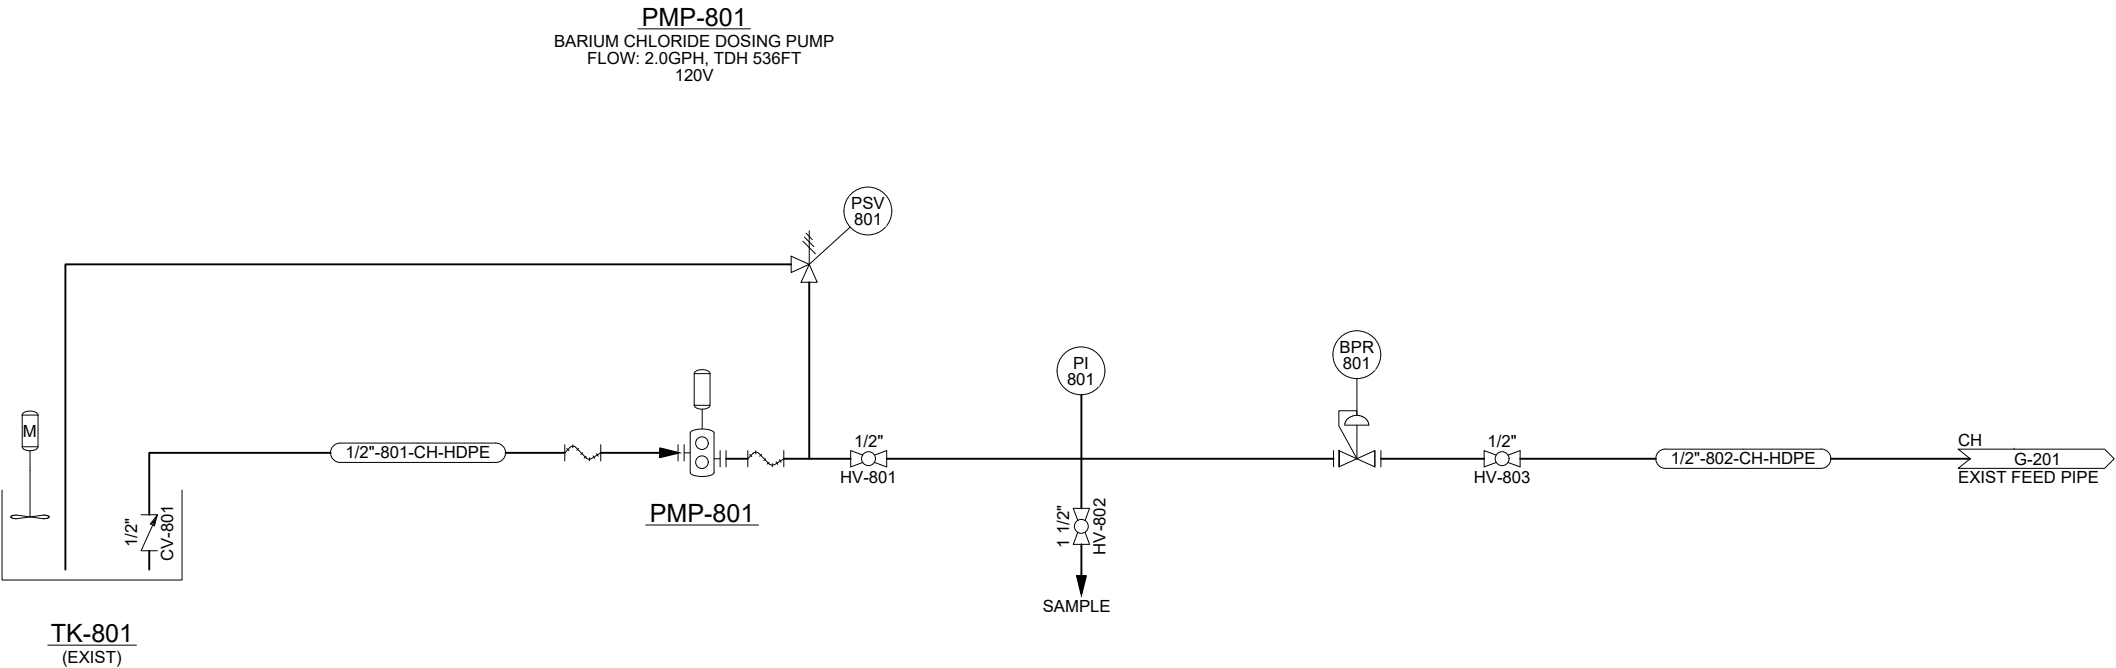 PMP-801
BARIUM CHLORIDE DOSING PUMP
FLOW: 2.0GPH, TDH 536FT
120V
PSV
801
BPR
801
PI
801
M
1/2"-801-CH-HDPE
1/2"
HV-801
1/2"
HV-803
1/2"-802-CH-HDPE
CH
G-201
EXIST FEED PIPE
PMP-801
1/2"
CV-801
1 1/2"
HV-802
SAMPLE
TK-801
(EXIST)